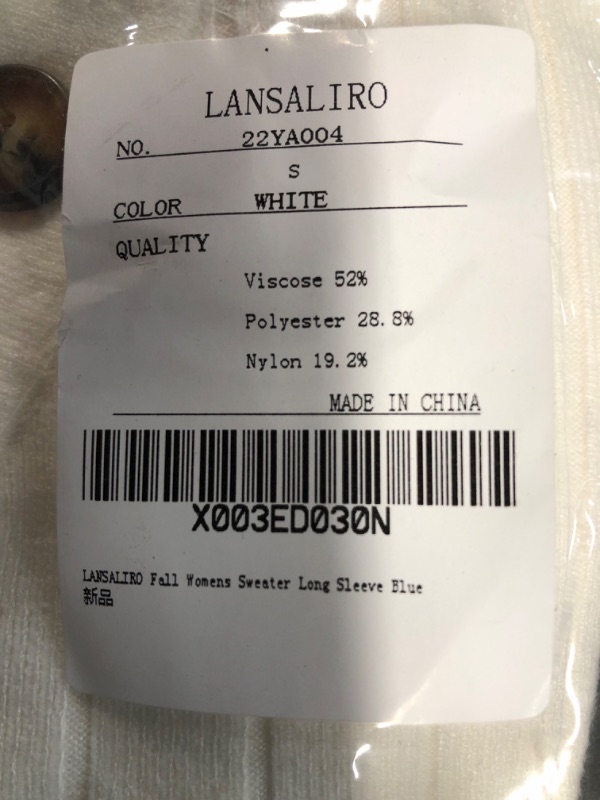 LANSALIRO
NO. 22YA004
S
COLOR WHITE
QUALITY
Viscose 52%
Polyester 28.8%
Nylon 19.2%
MADE IN CHINA
X003ED030N
LANSALIRO Fall Womens Sweater Long Sleeve Blue
新品